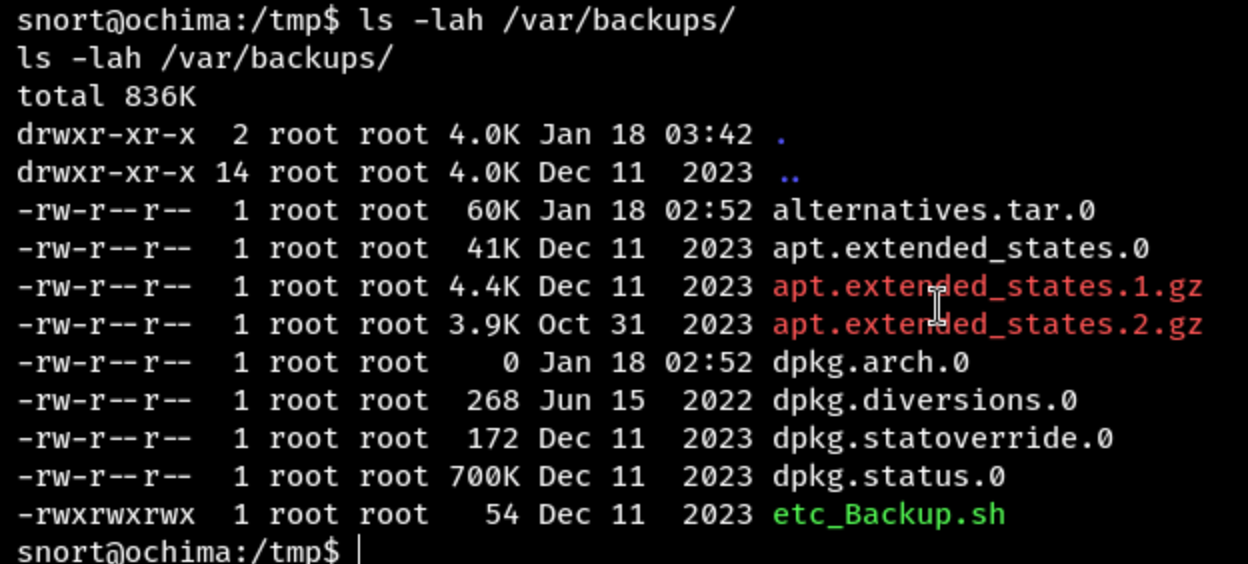 snort@ochima:/tmp$ ls -lah /var/backups/
ls -lah /var/backups/
total 836K
drwxr-xr-x  2 root root 4.0K Jan 18 03:42 .
drwxr-xr-x 14 root root 4.0K Dec 11  2023 ..
-rw-r--r--  1 root root  60K Jan 18 02:52 alternatives.tar.0
-rw-r--r--  1 root root  41K Dec 11  2023 apt.extended_states.0
-rw-r--r--  1 root root 4.4K Dec 11  2023 apt.extended_states.1.gz
-rw-r--r--  1 root root 3.9K Oct 31  2023 apt.extended_states.2.gz
-rw-r--r--  1 root root    0 Jan 18 02:52 dpkg.arch.0
-rw-r--r--  1 root root  268 Jun 15  2022 dpkg.diversions.0
-rw-r--r--  1 root root  172 Dec 11  2023 dpkg.statoverride.0
-rw-r--r--  1 root root 700K Dec 11  2023 dpkg.status.0
-rwxrwxrwx  1 root root   54 Dec 11  2023 etc_Backup.sh
snort@ochima:/tmp$